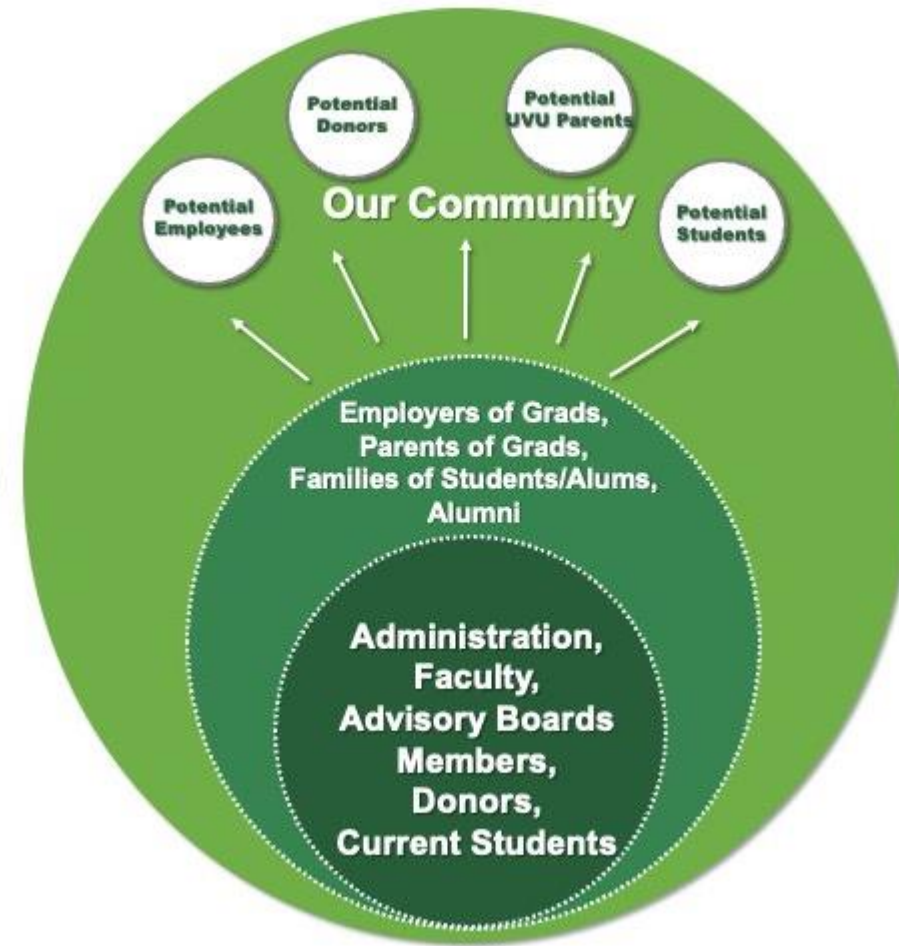 Potential
Donors
Potential
UVU Parents
Potential
Employees
Our Community
Potential
Students
Employers of Grads,
Parents of Grads,
Families of Students/Alums,
Alumni
Administration,
Faculty,
Advisory Boards
Members,
Donors,
Current Students